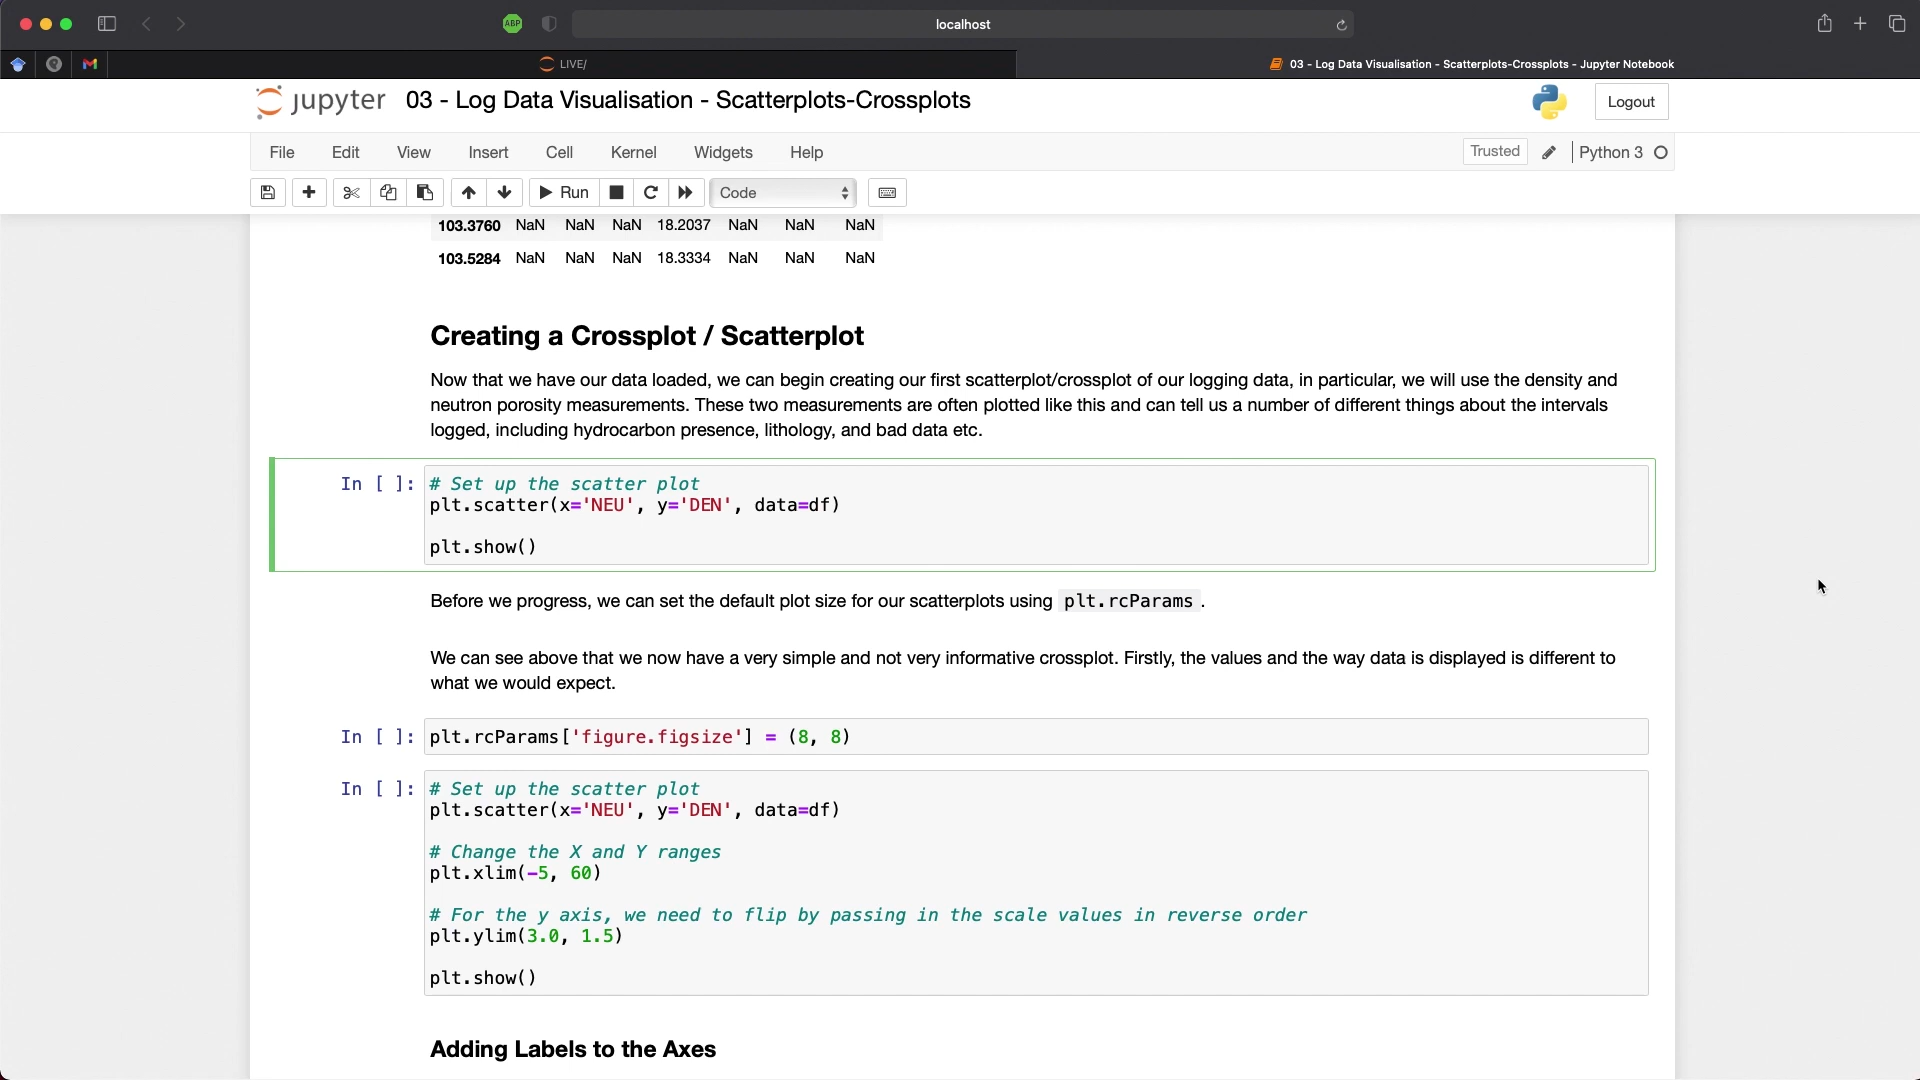 ABP
localhost
LIVE/
03 - Log Data Visualisation - Scatterplots-Crossplots - Jupyter Notebook
jupyter 03 - Log Data Visualisation - Scatterplots-Crossplots
Logout
File Edit View Insert Cell Kernel Widgets Help
Trusted
Python 3
Run
Code
103.3760 NaN NaN NaN 18.2037 NaN NaN NaN
103.5284 NaN NaN NaN 18.3334 NaN NaN NaN
Creating a Crossplot / Scatterplot
Now that we have our data loaded, we can begin creating our first scatterplot/crossplot of our logging data, in particular, we will use the density and
neutron porosity measurements. These two measurements are often plotted like this and can tell us a number of different things about the intervals
logged, including hydrocarbon presence, lithology, and bad data etc.
In [ ]: # Set up the scatter plot
plt.scatter(x='NEU', y='DEN', data=df)
plt.show()
Before we progress, we can set the default plot size for our scatterplots using plt.rcParams .
We can see above that we now have a very simple and not very informative crossplot. Firstly, the values and the way data is displayed is different to
what we would expect.
In [ ]: plt.rcParams['figure.figsize'] = (8, 8)
In [ ]: # Set up the scatter plot
plt.scatter(x='NEU', y='DEN', data=df)
# Change the X and Y ranges
plt.xlim(-5, 60)
# For the y axis, we need to flip by passing in the scale values in reverse order
plt.ylim(3.0, 1.5)
plt.show()
Adding Labels to the Axes